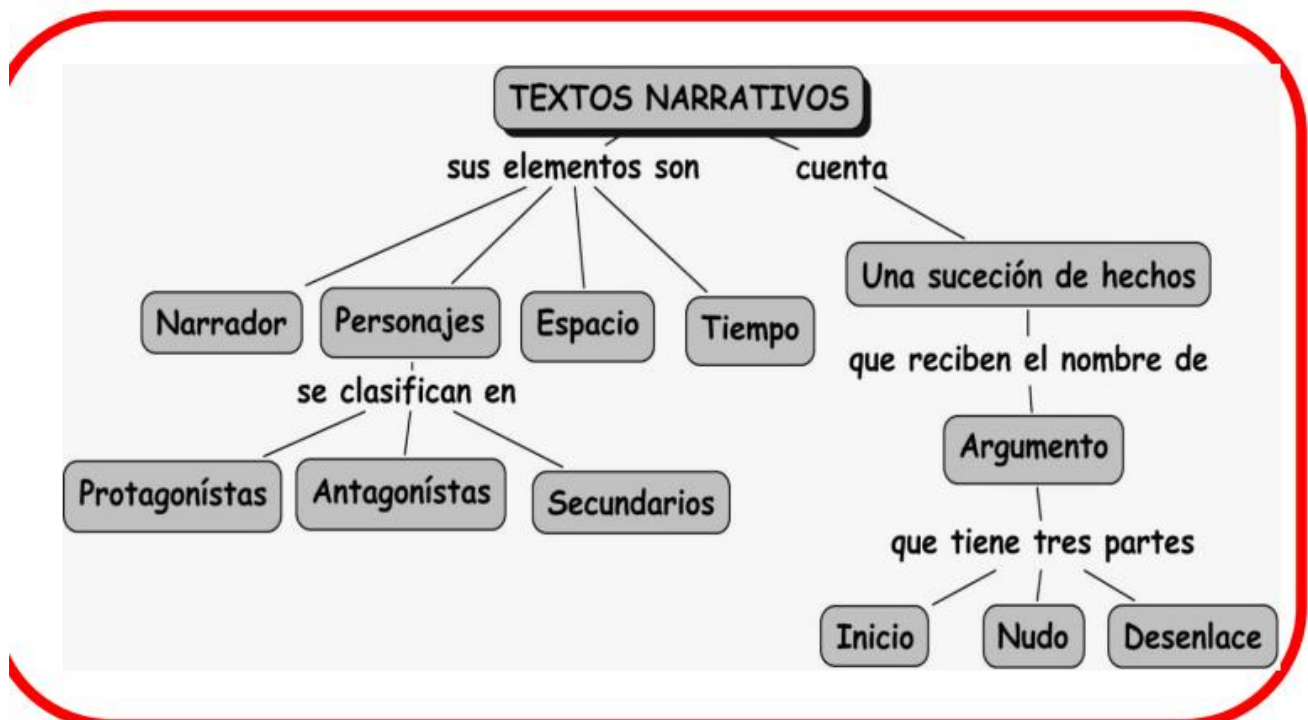 TEXTOS NARRATIVOS
sus elementos son
cuenta
Una suceción de hechos
Narrador
Personajes
Espacio
Tiempo
que reciben el nombre de
se clasifican en
Argumento
Protagonístas
Antagonístas
Secundarios
que tiene tres partes
Inicio
Nudo
Desenlace